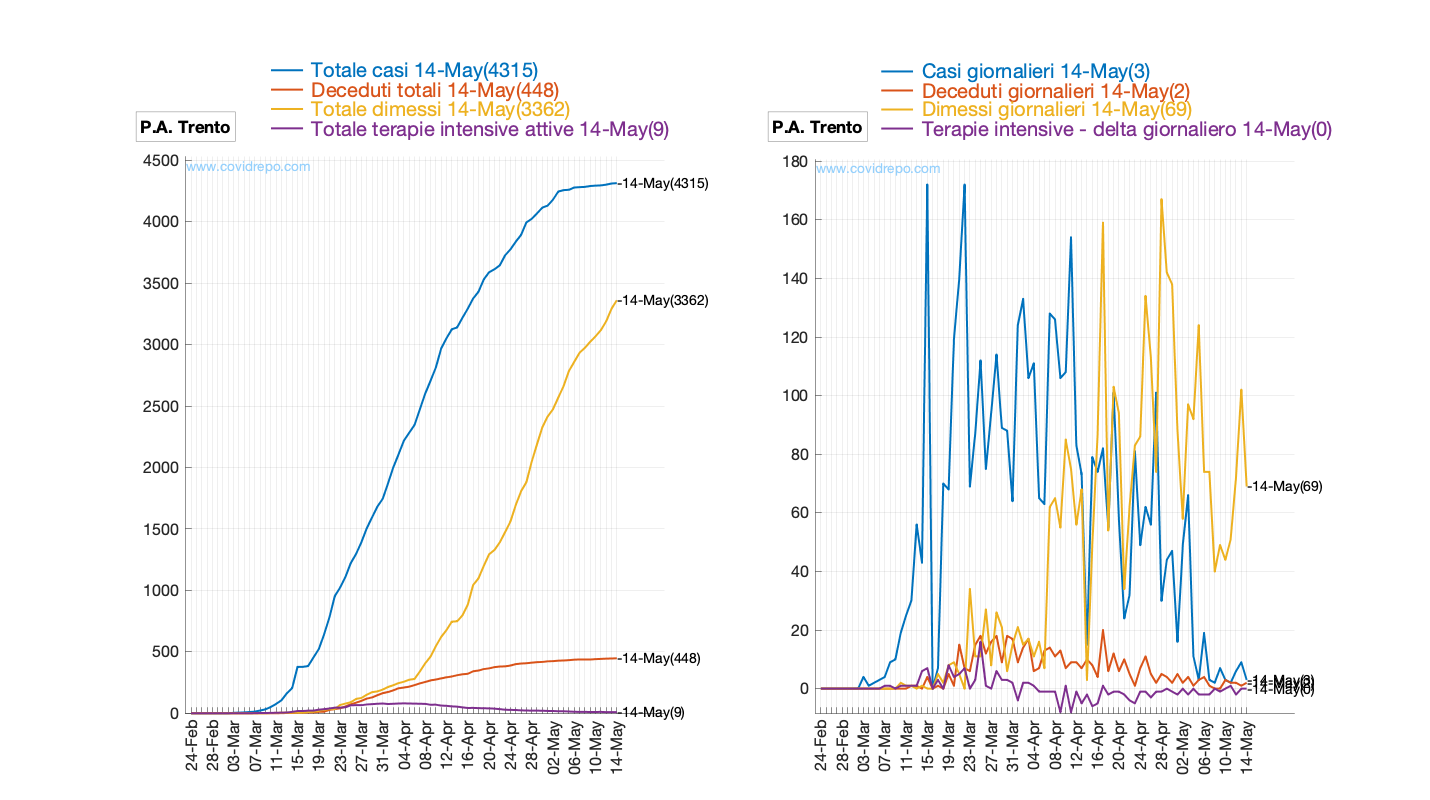 Totale casi 14-May(4315)
Deceduti totali 14-May(448)
Totale dimessi 14-May(3362)
Totale terapie intensive attive 14-May(9)
P.A. Trento
www.covidrepo.com
4500
4000
3500
3000
2500
2000
1500
1000
500
0
14-May(4315)
14-May(3362)
14-May(448)
14-May(9)
24-Feb
28-Feb
03-Mar
07-Mar
11-Mar
15-Mar
19-Mar
23-Mar
27-Mar
31-Mar
04-Apr
08-Apr
12-Apr
16-Apr
20-Apr
24-Apr
28-Apr
02-May
06-May
10-May
14-May
Casi giornalieri 14-May(3)
Deceduti giornalieri 14-May(2)
Dimessi giornalieri 14-May(69)
Terapie intensive - delta giornaliero 14-May(0)
P.A. Trento
www.covidrepo.com
180
160
140
120
100
80
60
40
20
0
14-May(69)
14-May(3)
14-May(2)
14-May(0)
24-Feb
28-Feb
03-Mar
07-Mar
11-Mar
15-Mar
19-Mar
23-Mar
27-Mar
31-Mar
04-Apr
08-Apr
12-Apr
16-Apr
20-Apr
24-Apr
28-Apr
02-May
06-May
10-May
14-May